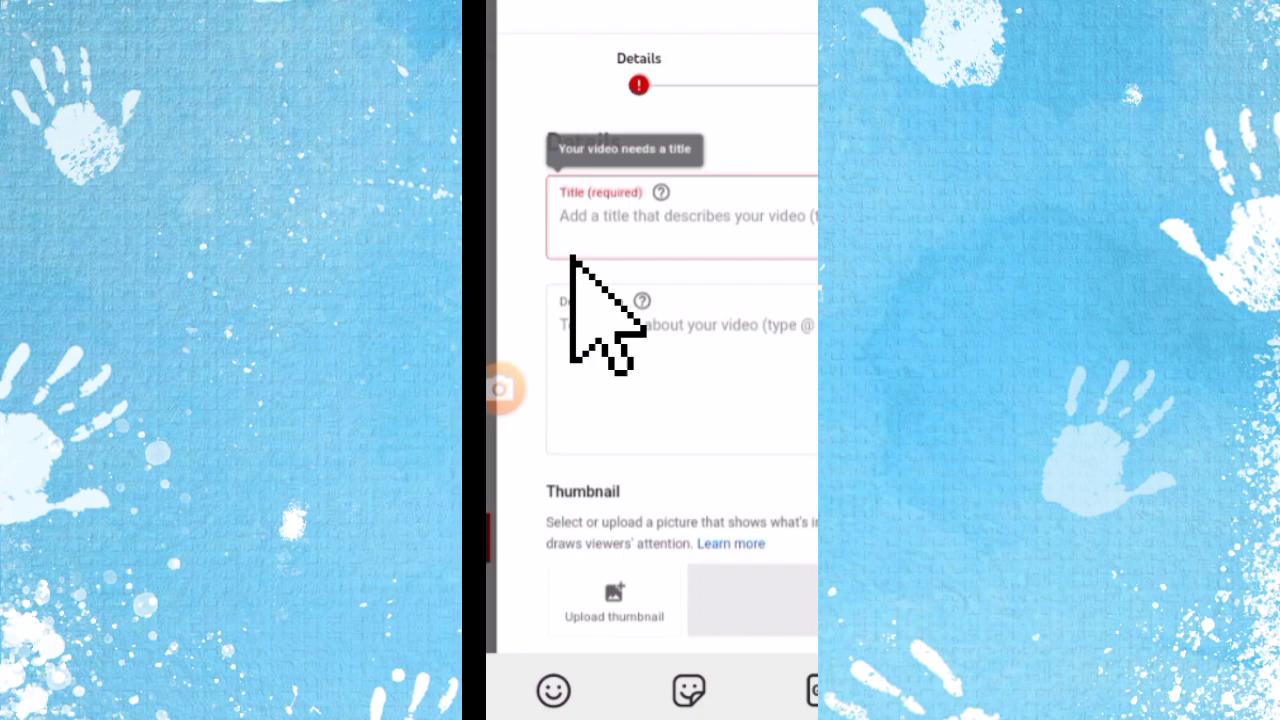 Details
Your video needs a title
Title (required)
Add a title that describes your video (t
about your video (type @
Thumbnail
Select or upload a picture that shows what's in
draws viewers' attention. Learn more
Upload thumbnail